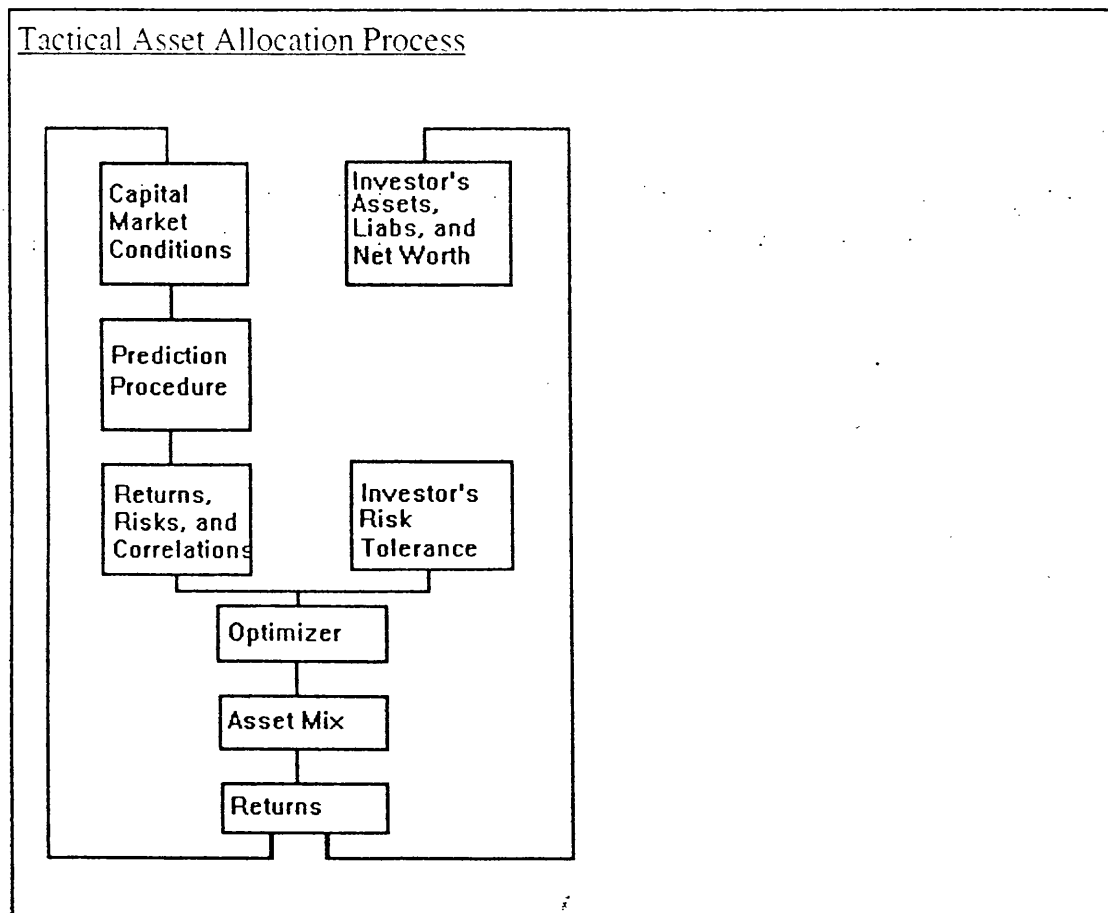 Tactical Asset Allocation Process
Capital
Market
Conditions
Investor's
Assets,
Liabs, and
Net Worth
Prediction
Procedure
Returns,
Risks, and
Correlations
Investor's
Risk
Tolerance
Optimizer
Asset Mix
Returns